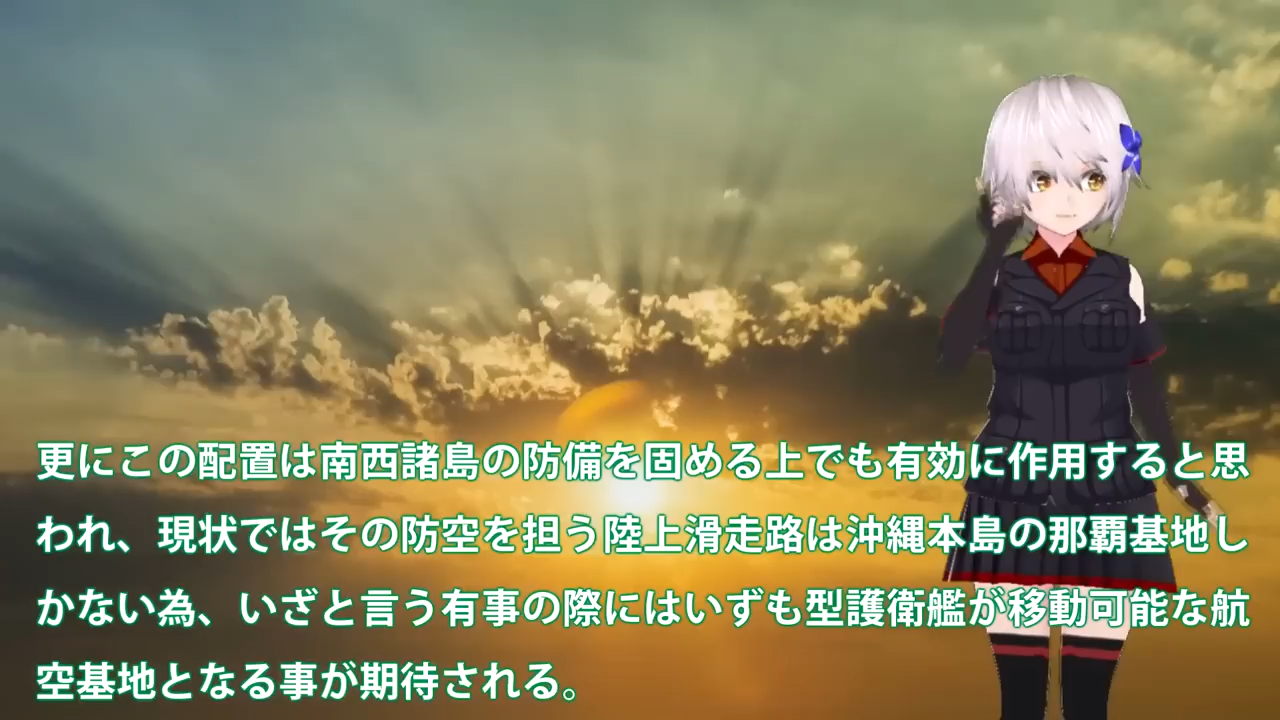 更にこの配置は南西諸島の防備を固める上でも有効に作用すると思
われ、現状ではその防空を担う陸上滑走路は沖縄本島の那覇基地し
かない為、いざと言う有事の際にはいずも型護衛艦が移動可能な航
空基地となる事が期待される。